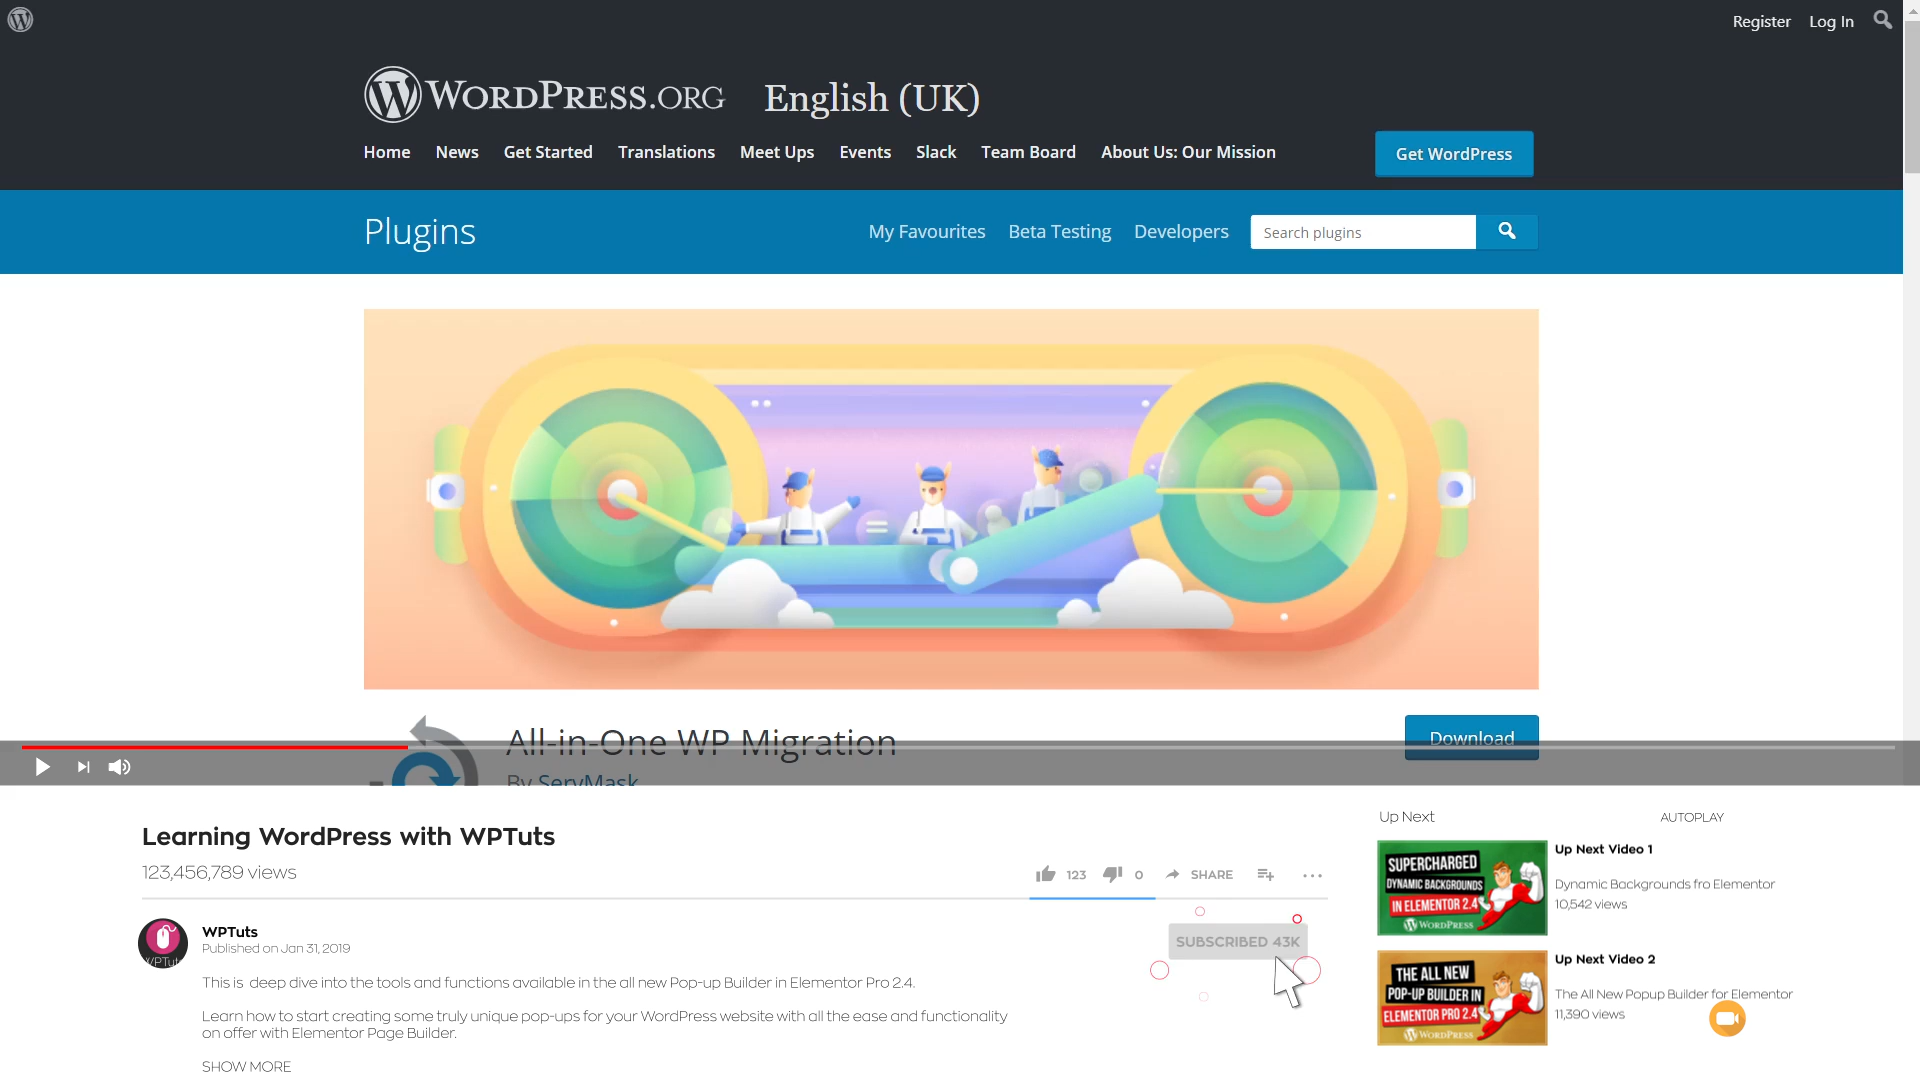 Register Log In
WORDPRESS.ORG English (UK)
Home News Get Started Translations Meet Ups Events Slack Team Board About Us: Our Mission
Get WordPress
Plugins
My Favourites Beta Testing Developers Search plugins
All-in-One WP Migration
Download
By ServMask
Learning WordPress with WPTuts
123,456,789 views
123 0 SHARE
WPTuts
Published on Jan 31, 2019
SUBSCRIBED 43K
This is deep dive into the tools and functions available in the all new Pop-up Builder in Elementor Pro 2.4.
Learn how to start creating some truly unique pop-ups for your WordPress website with all the ease and functionality
on offer with Elementor Page Builder.
SHOW MORE
Up Next AUTOPLAY
SUPERCHARGED
DYNAMIC BACKGROUNDS
IN ELEMENTOR 2.4
WORDPRESS
Up Next Video 1
Dynamic Backgrounds fro Elementor
10,542 views
THE ALL NEW
POP-UP BUILDER IN
ELEMENTOR PRO 2.4
WORDPRESS
Up Next Video 2
The All New Popup Builder for Elementor
11,390 views